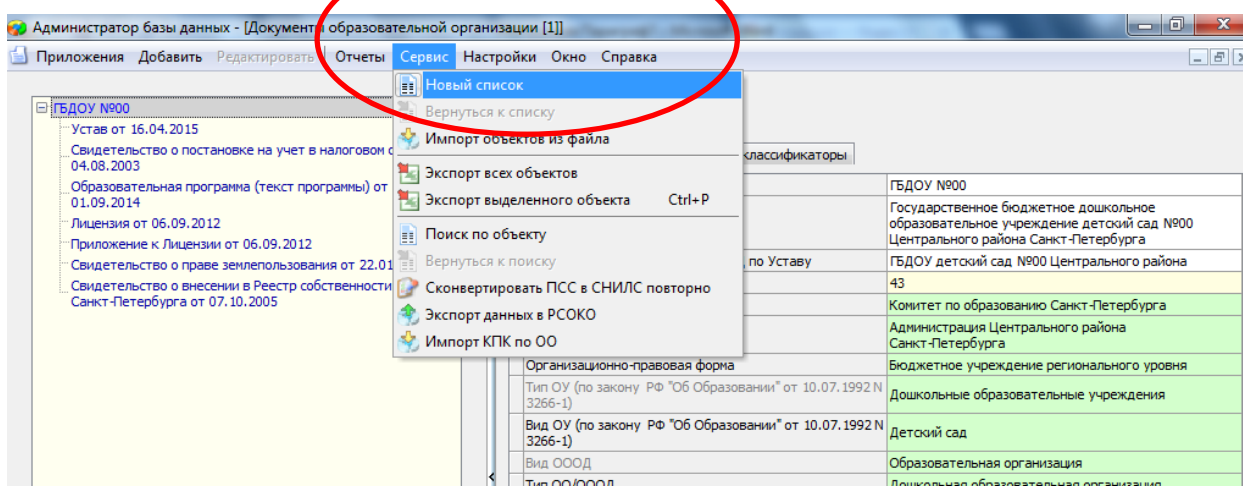 Администратор базы данных - [Документы образовательной организации [1]]
Приложения Добавить Редактировать Отчеты Сервис Настройки Окно Справка
Новый список
Вернуться к списку
Импорт объектов из файла
Экспорт всех объектов
Экспорт выделенного объекта Ctrl+P
Поиск по объекту
Вернуться к поиску
Сконвертировать ПСС в СНИЛС повторно
Экспорт данных в РСОКО
Импорт КПК по ОО
ГБДОУ №00
Устав от 16.04.2015
Свидетельство о постановке на учет в налоговом
04.08.2003
Образовательная программа (текст программы) от
01.09.2014
Лицензия от 06.09.2012
Приложение к Лицензии от 06.09.2012
Свидетельство о праве землепользования от 22.01
Свидетельство о внесении в Реестр собственности
Санкт-Петербурга от 07.10.2005
классификаторы
ГБДОУ №00
Государственное бюджетное дошкольное
образовательное учреждение детский сад №00
Центрального района Санкт-Петербурга
по Уставу ГБДОУ детский сад №00 Центрального района
43
Комитет по образованию Санкт-Петербурга
Администрация Центрального района
Санкт-Петербурга
Организационно-правовая форма Бюджетное учреждение регионального уровня
Тип ОУ (по закону РФ "Об Образовании" от 10.07.1992 N
3266-1) Дошкольные образовательные учреждения
Вид ОУ (по закону РФ "Об Образовании" от 10.07.1992 N
3266-1) Детский сад
Вид ОООД Образовательная организация
Тип ОО/ОООД Дошкольная образовательная организация